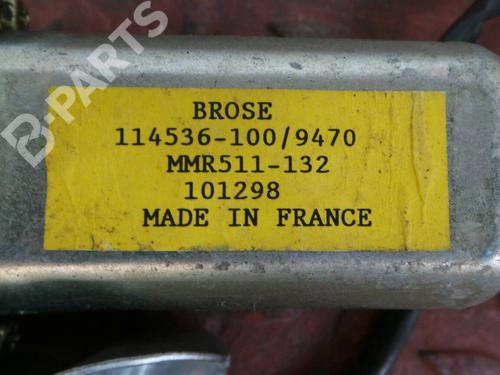 B-PARTS
BROSE
114536-100/9470
MMR511-132
101298
MADE IN FRANCE